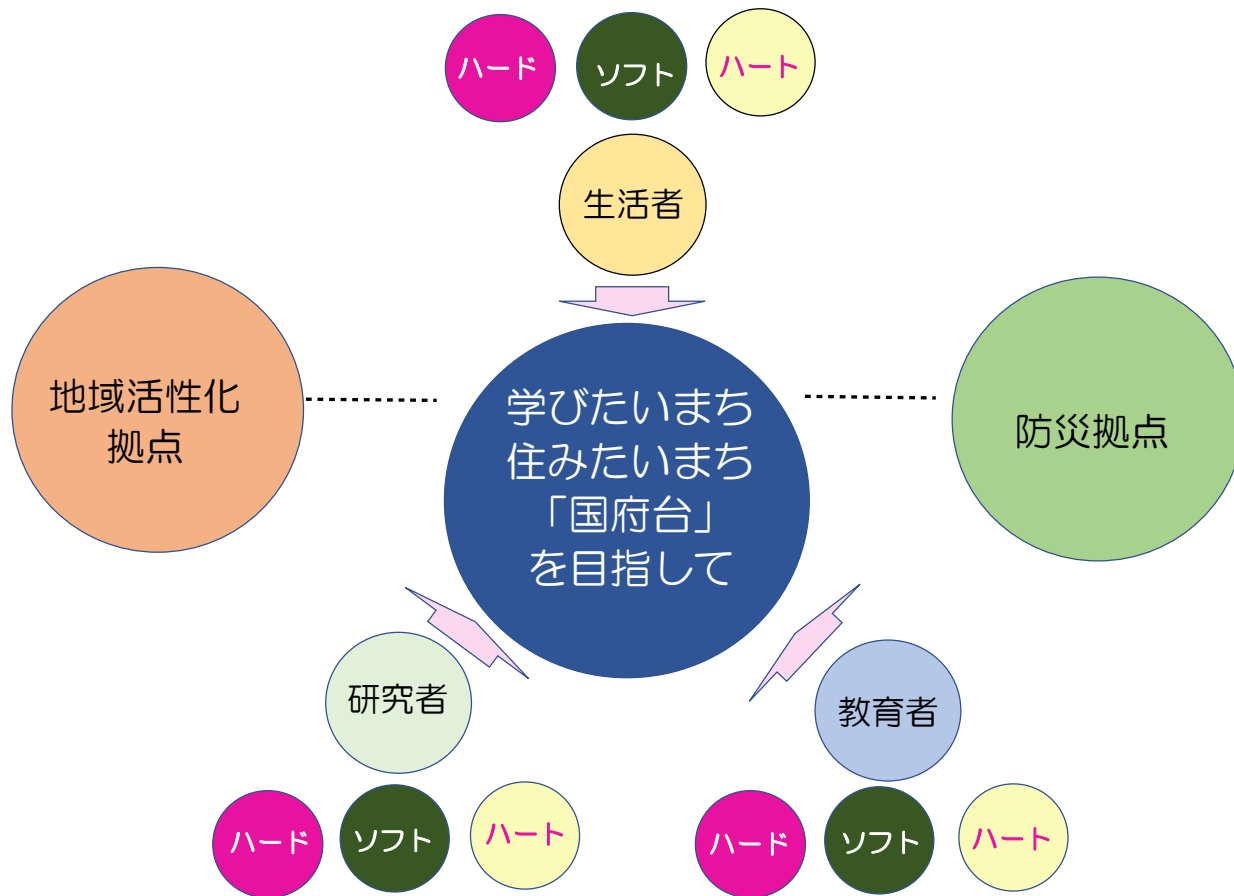 ハード ソフト ハート
生活者
地域活性化
拠点
学びたいまち
住みたいまち
「国府台」
を目指して
防災拠点
研究者
教育者
ハード ソフト ハート
ハード ソフト ハート